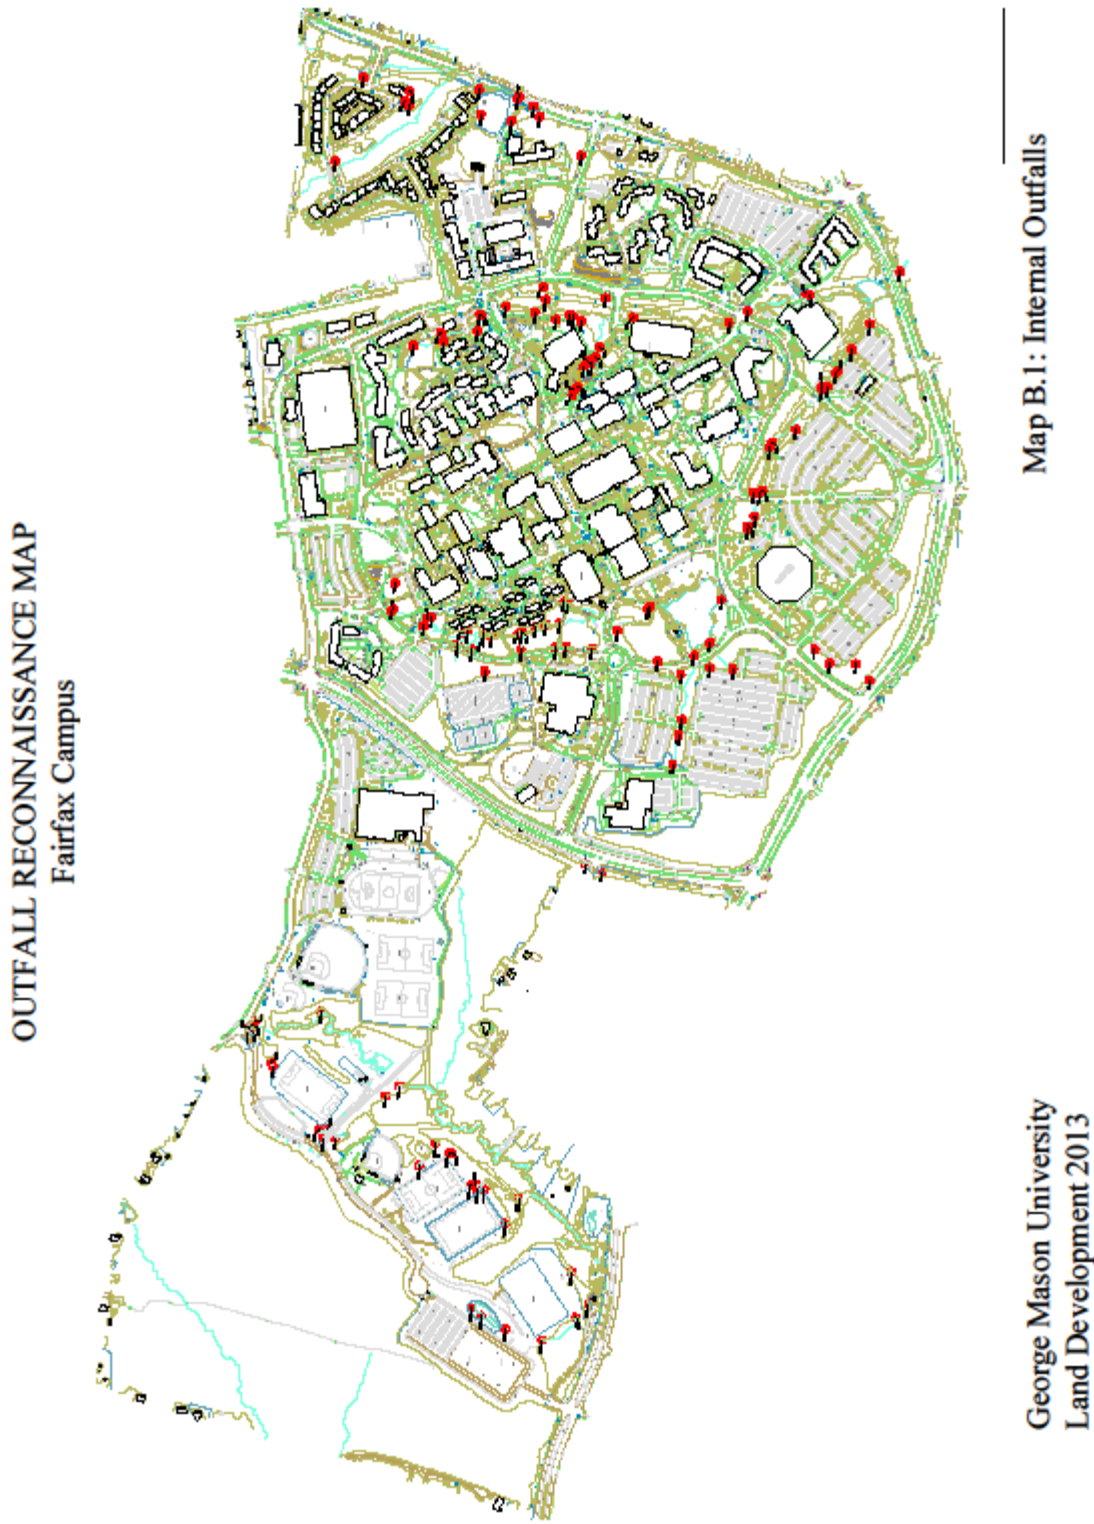 OUTFALL RECONNAISSANCE MAP
Fairfax Campus
George Mason University
Land Development 2013
Map B.1: Internal Outfalls